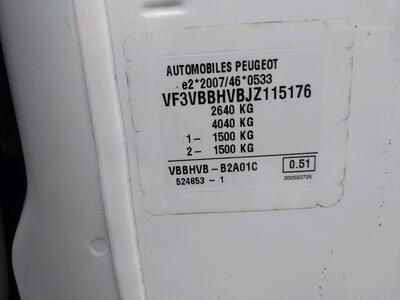 AUTOMOBILES PEUGEOT
e2*2007/46*0533
VF3VBBHVBJZ115176
2640 KG
4040 KG
1- 1500 KG
2- 1500 KG
VBBHVB-B2A01C 0.51
524853-1 200552725